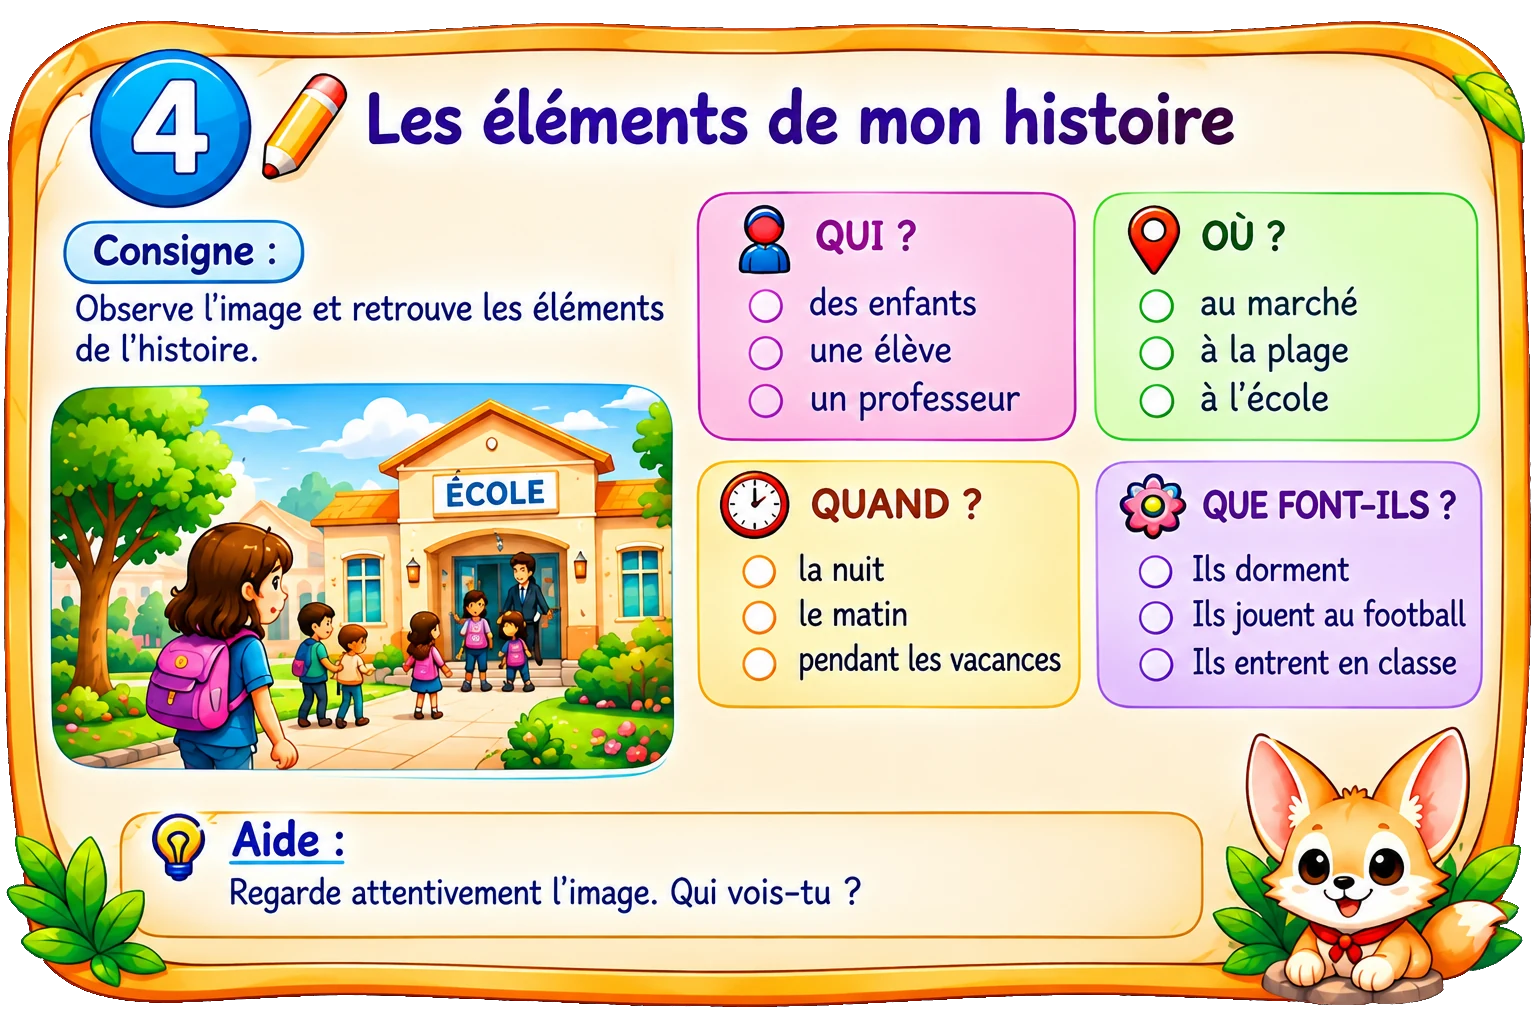 4
Les éléments de mon histoire
Consigne :
Observe l'image et retrouve les éléments
de l'histoire.
ÉCOLE
QUI ?
des enfants
une élève
un professeur
OÙ ?
au marché
à la plage
à l'école
QUAND ?
la nuit
le matin
pendant les vacances
QUE FONT-ILS ?
Ils dorment
Ils jouent au football
Ils entrent en classe
Aide :
Regarde attentivement l'image. Qui vois-tu ?